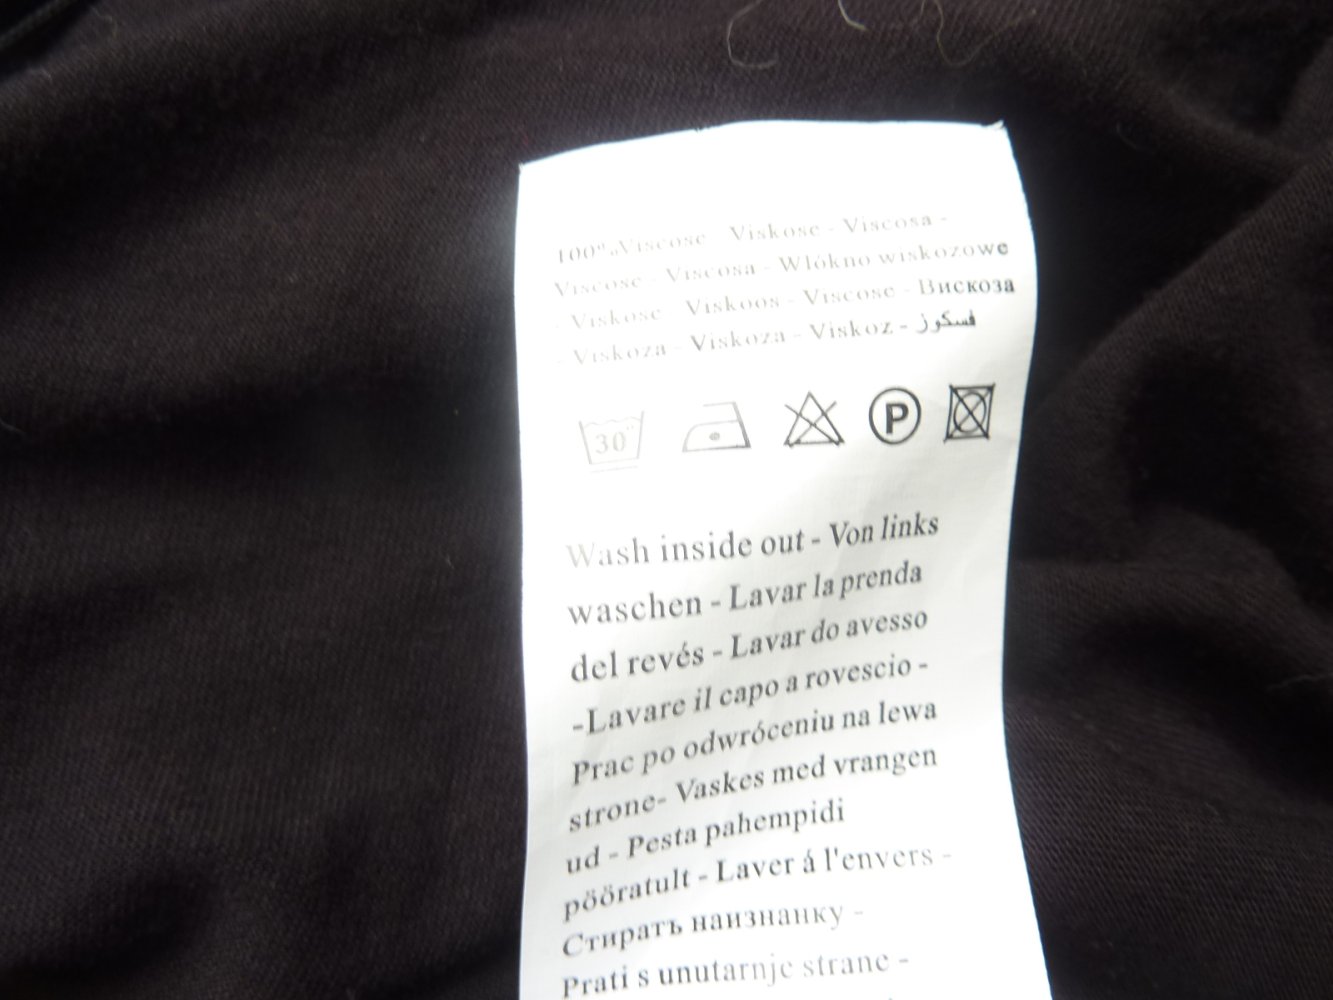 100%Viscose Viskose - Viscosa -
Viscose - Viscosa - Wlókno wiskozowe
- Viskose Viskoos - Viscose - Вискоза
- Viskoza - Viskoza - Viskoz - فسكوز
30°
P
Wash inside out - Von links
waschen - Lavar la prenda
del revés - Lavar do avesso
-Lavare il capo a rovescio -
Prac po odwróceniu na lewa
strone- Vaskes med vrangen
ud - Pesta pahempidi
pööratult - Laver á l'envers -
Стирать наизнанку -
Prati s unutarnje strane -